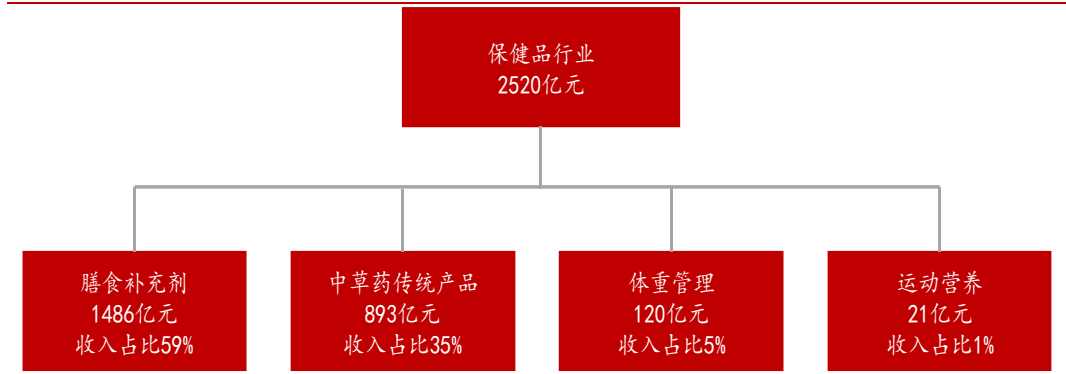 保健品行业
2520亿元
膳食补充剂
1486亿元
收入占比59%
中草药传统产品
893亿元
收入占比35%
体重管理
120亿元
收入占比5%
运动营养
21亿元
收入占比1%